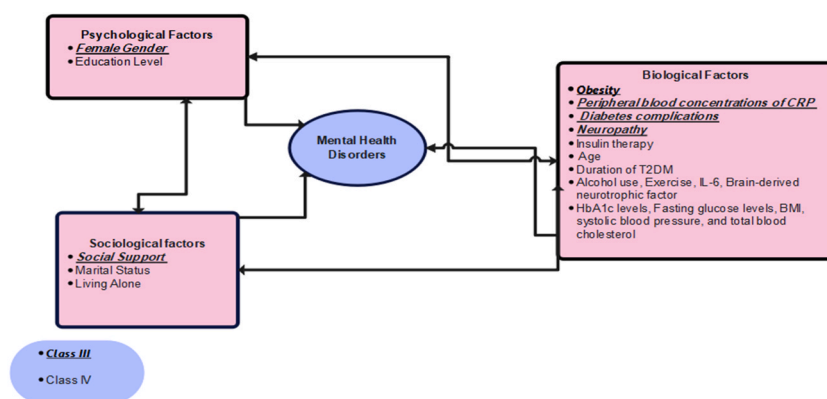 Psychological Factors
• Female Gender
• Education Level
Mental Health
Disorders
Biological Factors
• Obesity
• Peripheral blood concentrations of CRP
• Diabetes complications
• Neuropathy
• Insulin therapy
• Age
• Duration of T2DM
• Alcohol use, Exercise, IL-6, Brain-derived
neurotrophic factor
• HbA1c levels, Fasting glucose levels, BMI,
systolic blood pressure, and total blood
cholesterol
Sociological factors
• Social Support
• Marital Status
• Living Alone
• Class III
• Class IV